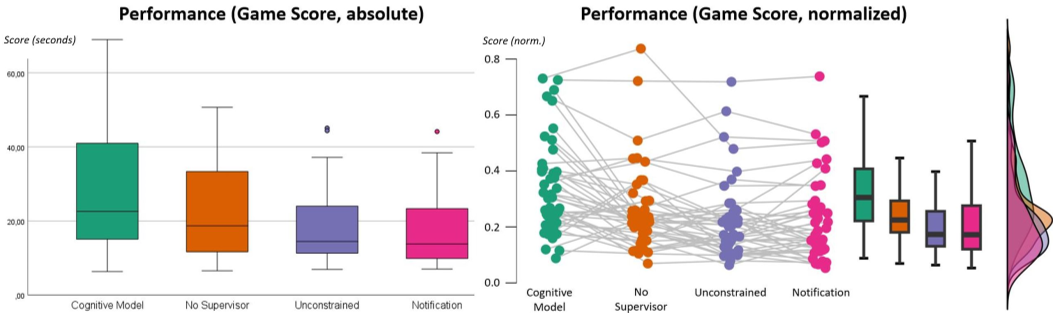 Performance (Game Score, absolute)
Score (seconds)
60,00
40,00
20,00
,00
Cognitive Model
No Supervisor
Unconstrained
Notification
Performance (Game Score, normalized)
Score (norm.)
0.8
0.6
0.4
0.2
0.0
Cognitive
Model
No
Supervisor
Unconstrained
Notification